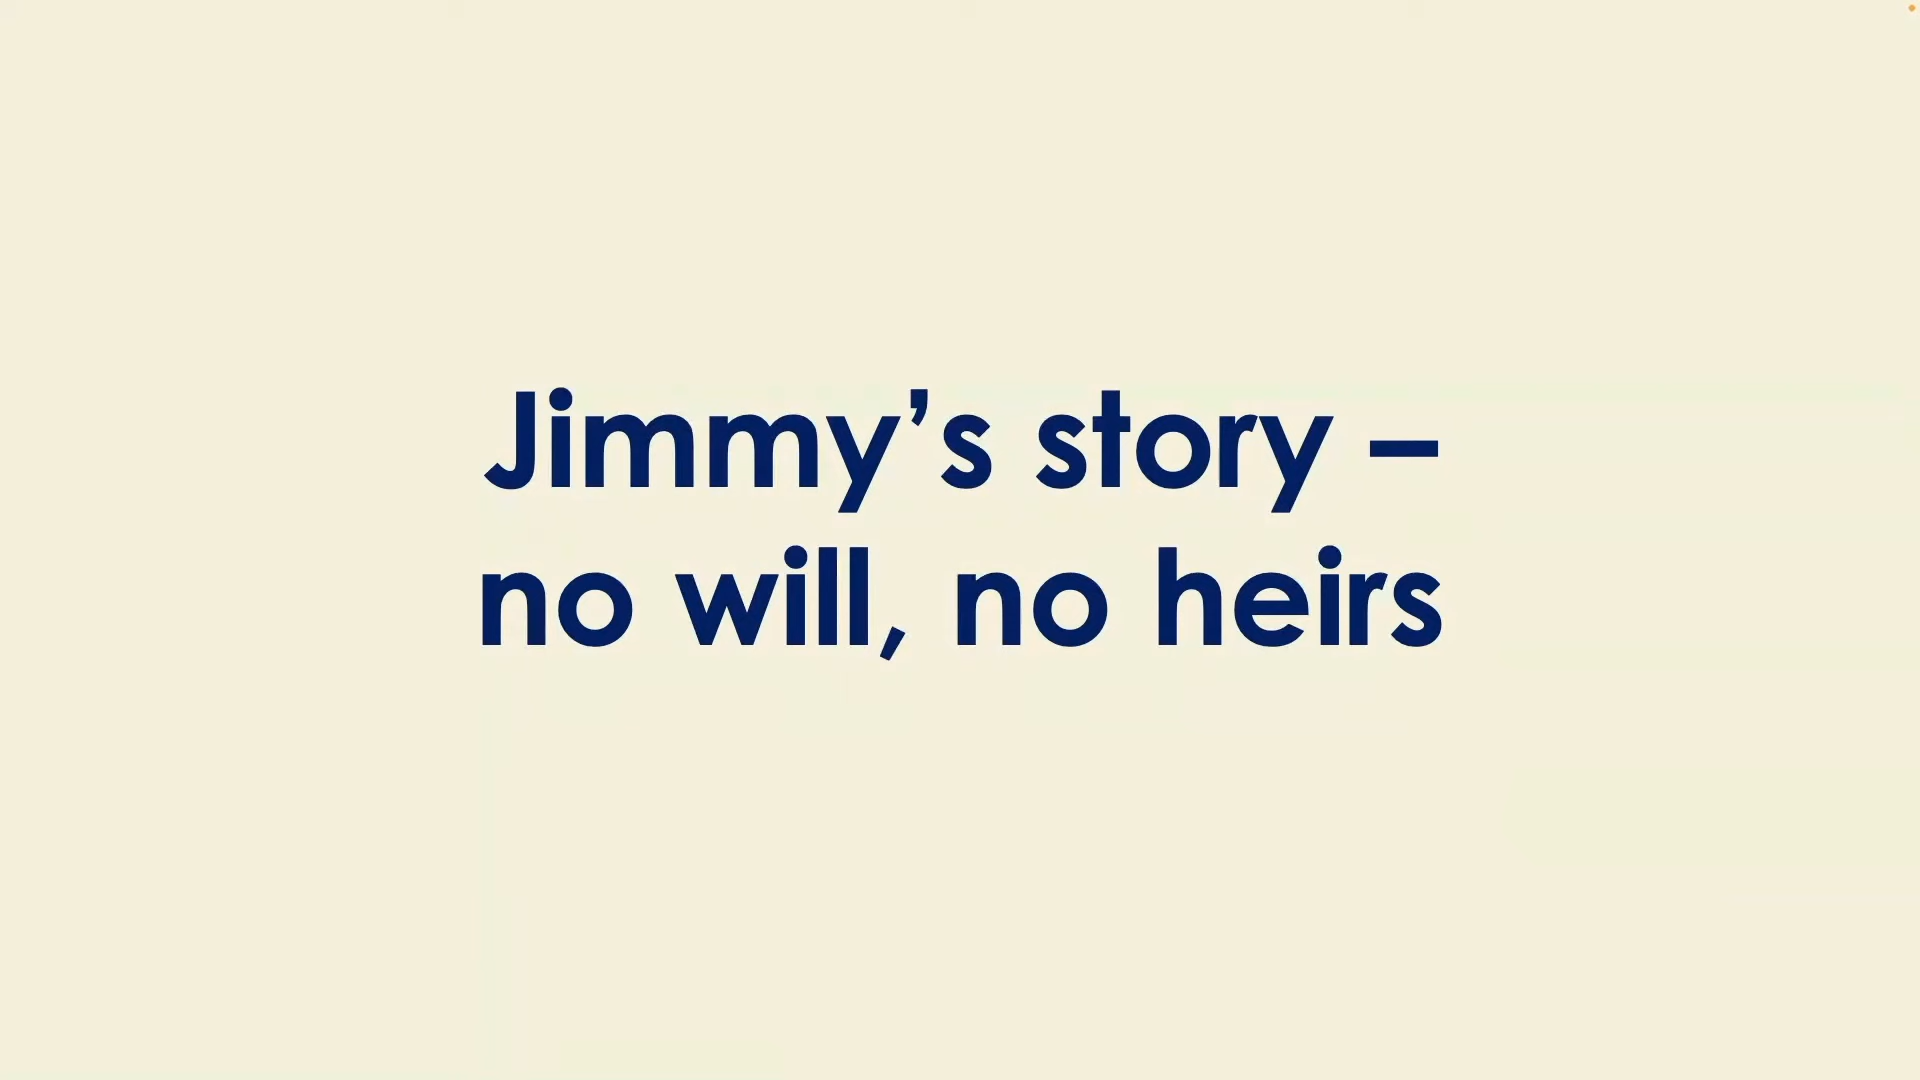 Jimmy’s story –
no will, no heirs